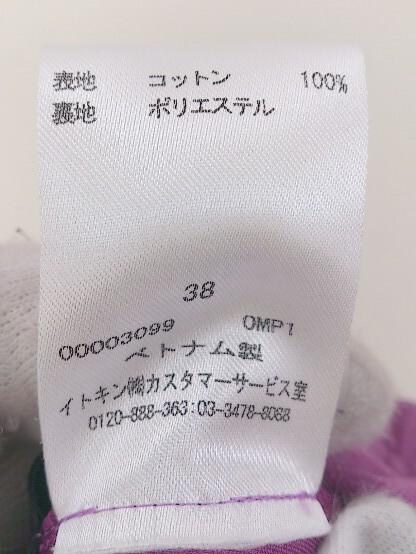 表地 コットン 100%
裏地 ポリエステル
38
00003099 0MP1
ベトナム製
イトキン㈱カスタマーサービス室
0120-888-363:03-3478-8088